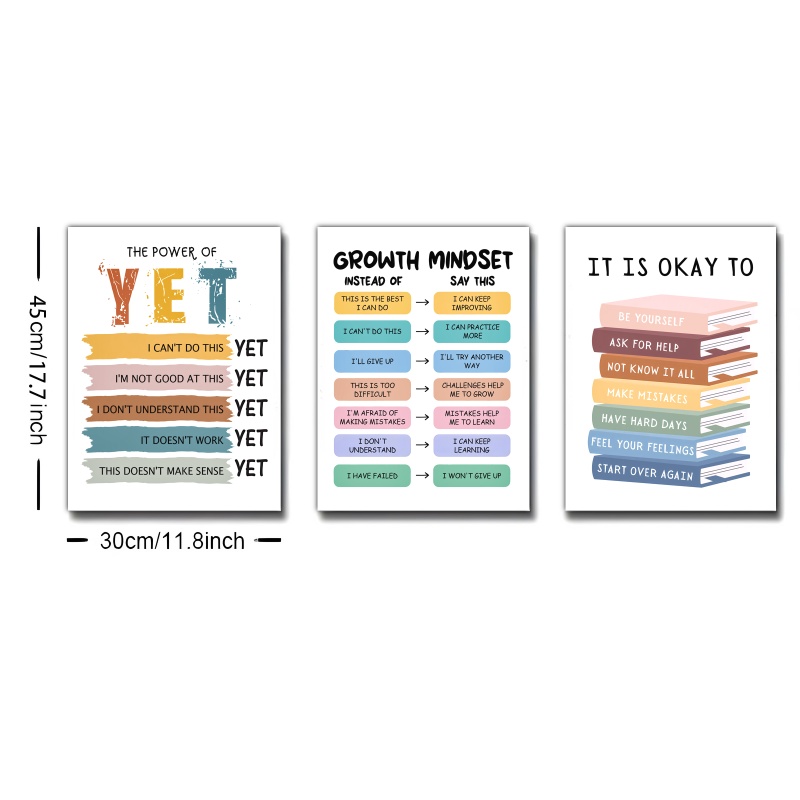 45cm/17.7inch
30cm/11.8inch
THE POWER OF
YET
I CAN'T DO THIS YET
I'M NOT GOOD AT THIS YET
I DON'T UNDERSTAND THIS YET
IT DOESN'T WORK YET
THIS DOESN'T MAKE SENSE YET
GROWTH MINDSET
INSTEAD OF SAY THIS
THIS IS THE BEST
I CAN DO
I CAN KEEP
IMPROVING
I CAN'T DO THIS
I CAN PRACTICE
MORE
I'LL GIVE UP
I'LL TRY ANOTHER
WAY
THIS IS TOO
DIFFICULT
CHALLENGES HELP
ME TO GROW
I'M AFRAID OF
MAKING MISTAKES
MISTAKES HELP
ME TO LEARN
I DON'T
UNDERSTAND
I CAN KEEP
LEARNING
I HAVE FAILED
I WON'T GIVE UP
IT IS OKAY TO
BE YOURSELF
ASK FOR HELP
NOT KNOW IT ALL
MAKE MISTAKES
HAVE HARD DAYS
FEEL YOUR FEELINGS
START OVER AGAIN